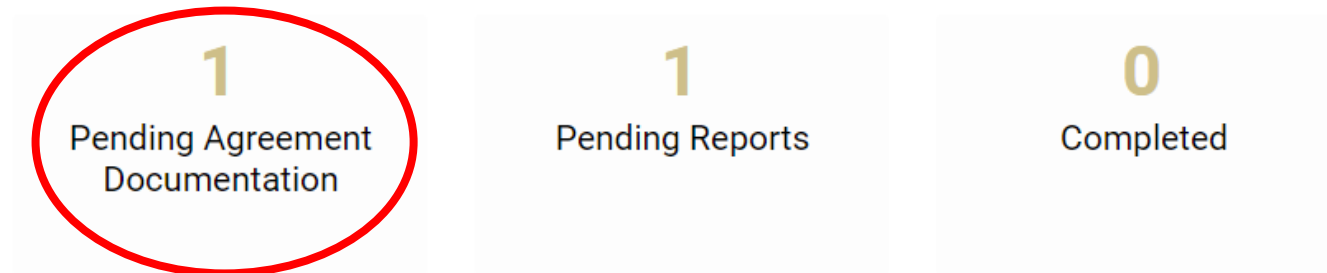 1
Pending Agreement
Documentation
1
Pending Reports
0
Completed